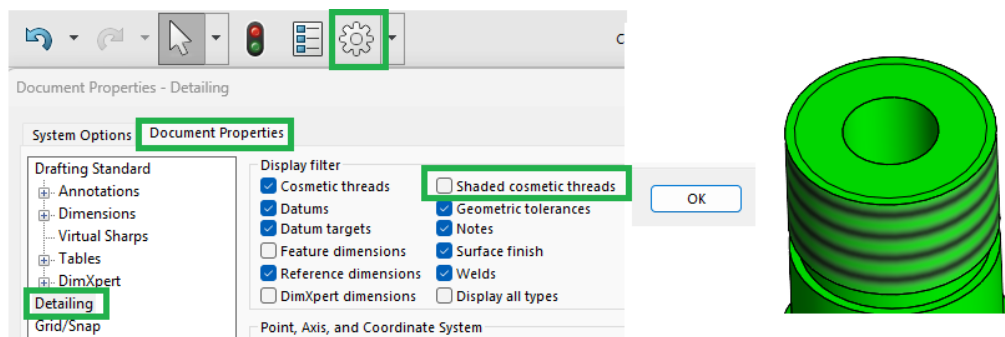 C
Document Properties - Detailing
System Options
Document Properties
Drafting Standard
Annotations
Dimensions
Virtual Sharps
Tables
DimXpert
Detailing
Grid/Snap
Display filter
Cosmetic threads
Shaded cosmetic threads
Datums
Geometric tolerances
Datum targets
Notes
Feature dimensions
Surface finish
Reference dimensions
Welds
DimXpert dimensions
Display all types
Point, Axis, and Coordinate System
OK